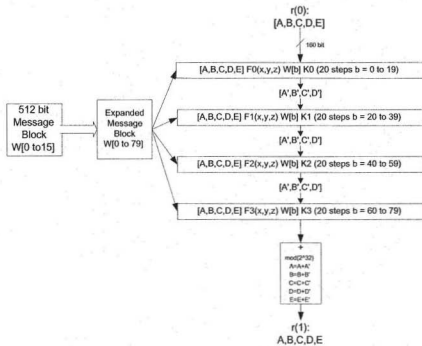 r(0):
[A,B,C,D,E]
160 bit
[A,B,C,D,E] F0(x,y,z) W[b] K0 (20 steps b = 0 to 19)
[A',B',C',D']
512 bit
Message
Block
W[0 to15]
Expanded
Message
Block
W[0 to 79]
[A,B,C,D,E] F1(x,y,z) W[b] K1 (20 steps b = 20 to 39)
[A',B',C',D']
[A,B,C,D,E] F2(x,y,z) W[b] K2 (20 steps b = 40 to 59)
[A',B',C',D']
[A,B,C,D,E] F3(x,y,z) W[b] K3 (20 steps b = 60 to 79)
+
mod(2^32)
A=A+A'
B=B+B'
C=C+C'
D=D+D'
E=E+E'
r(1):
A,B,C,D,E